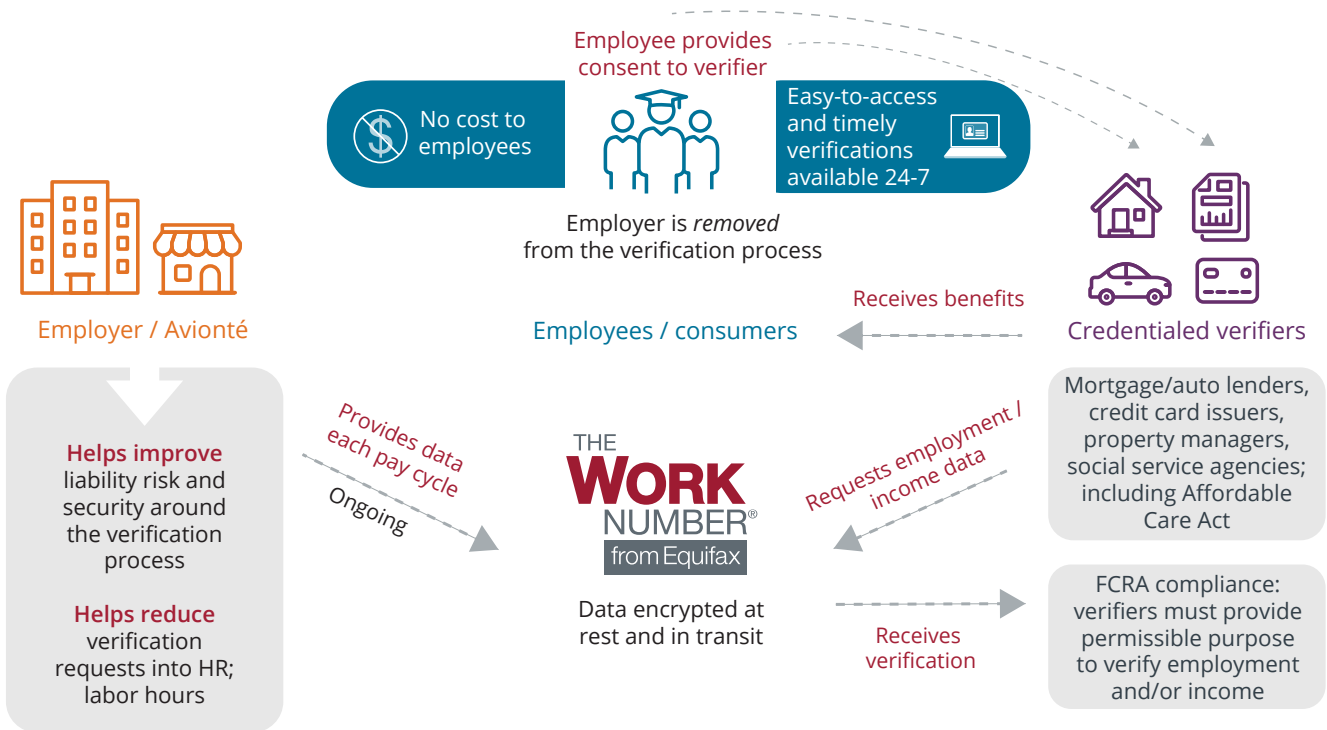 Employee provides
consent to verifier
No cost to
employees
Easy-to-access
and timely
verifications
available 24-7
Employer is removed
from the verification process
Employer / Avionté
Employees / consumers
Receives benefits
Credentialed verifiers
Helps improve
liability risk and
security around
the verification
process
Helps reduce
verification
requests into HR;
labor hours
Provides data
each pay cycle
Ongoing
THE
WORK
NUMBER®
from Equifax
Data encrypted at
rest and in transit
Requests employment /
income data
Receives
verification
Mortgage/auto lenders,
credit card issuers,
property managers,
social service agencies;
including Affordable
Care Act
FCRA compliance:
verifiers must provide
permissible purpose
to verify employment
and/or income